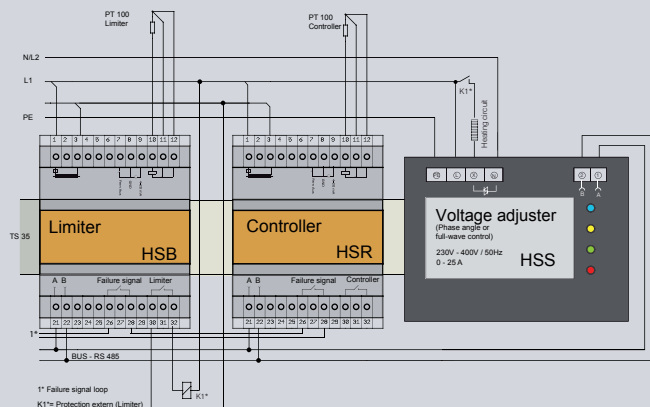 PT 100
Limiter
PT 100
Controller
N/L2
L1
K1*
Heating circuit
PE
1 2 3 4 5 6 7 8 9 10 11 12
1 2 3 4 5 6 7 8 9 10 11 12
PE L
2 1
B A
TS 35
Limiter
HSB
Controller
HSR
Voltage adjuster
(Phase angle or
full-wave control)
230V - 400V / 50Hz
0 - 25 A
HSS
A B Failure signal Limiter
A B Failure signal Controller
21 22 23 24 25 26 27 28 29 30 31 32
21 22 23 24 25 26 27 28 29 30 31 32
1*
BUS - RS 485
K1*
1* Failure signal loop
K1*= Protection extern (Limiter)